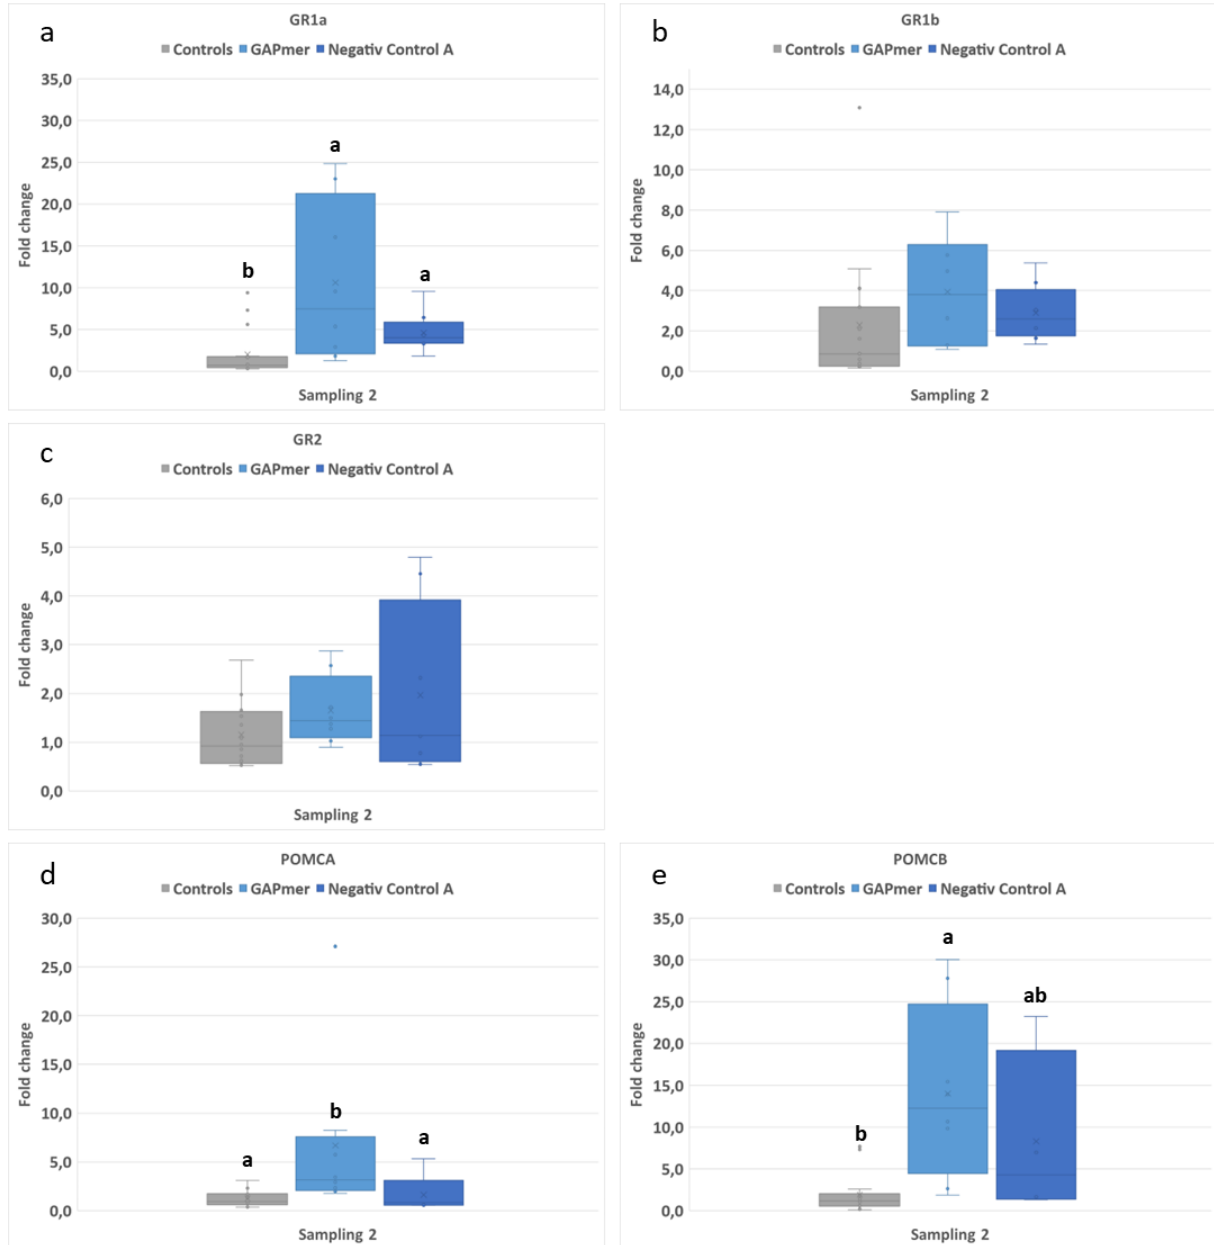 a
GR1a
Controls GAPmer Negativ Control A
Fold change
35,0
30,0
25,0
20,0
15,0
10,0
5,0
0,0
b
a
a
Sampling 2
b
GR1b
Controls GAPmer Negativ Control A
Fold change
14,0
12,0
10,0
8,0
6,0
4,0
2,0
0,0
Sampling 2
c
GR2
Controls GAPmer Negativ Control A
Fold change
6,0
5,0
4,0
3,0
2,0
1,0
0,0
Sampling 2
d
POMCA
Controls GAPmer Negativ Control A
Fold change
30,0
25,0
20,0
15,0
10,0
5,0
0,0
a
b
a
Sampling 2
e
POMCB
Controls GAPmer Negativ Control A
Fold change
35,0
30,0
25,0
20,0
15,0
10,0
5,0
0,0
b
a
ab
Sampling 2